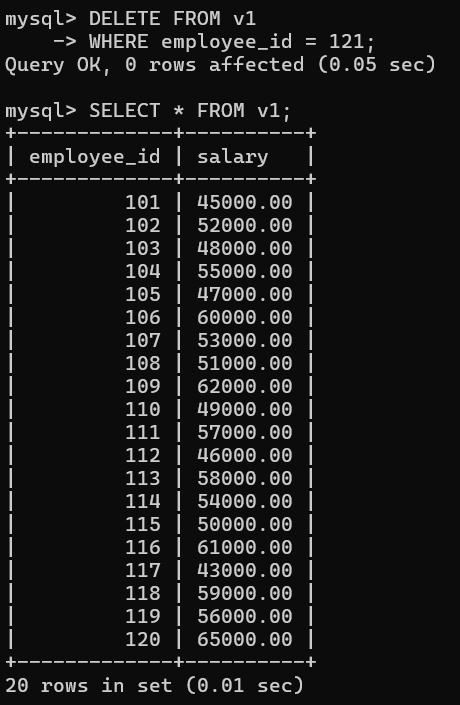 mysql> DELETE FROM v1
    -> WHERE employee_id = 121;
Query OK, 0 rows affected (0.05 sec)

mysql> SELECT * FROM v1;
+-------------+----------+
| employee_id | salary   |
+-------------+----------+
|         101 | 45000.00 |
|         102 | 52000.00 |
|         103 | 48000.00 |
|         104 | 55000.00 |
|         105 | 47000.00 |
|         106 | 60000.00 |
|         107 | 53000.00 |
|         108 | 51000.00 |
|         109 | 62000.00 |
|         110 | 49000.00 |
|         111 | 57000.00 |
|         112 | 46000.00 |
|         113 | 58000.00 |
|         114 | 54000.00 |
|         115 | 50000.00 |
|         116 | 61000.00 |
|         117 | 43000.00 |
|         118 | 59000.00 |
|         119 | 56000.00 |
|         120 | 65000.00 |
+-------------+----------+
20 rows in set (0.01 sec)